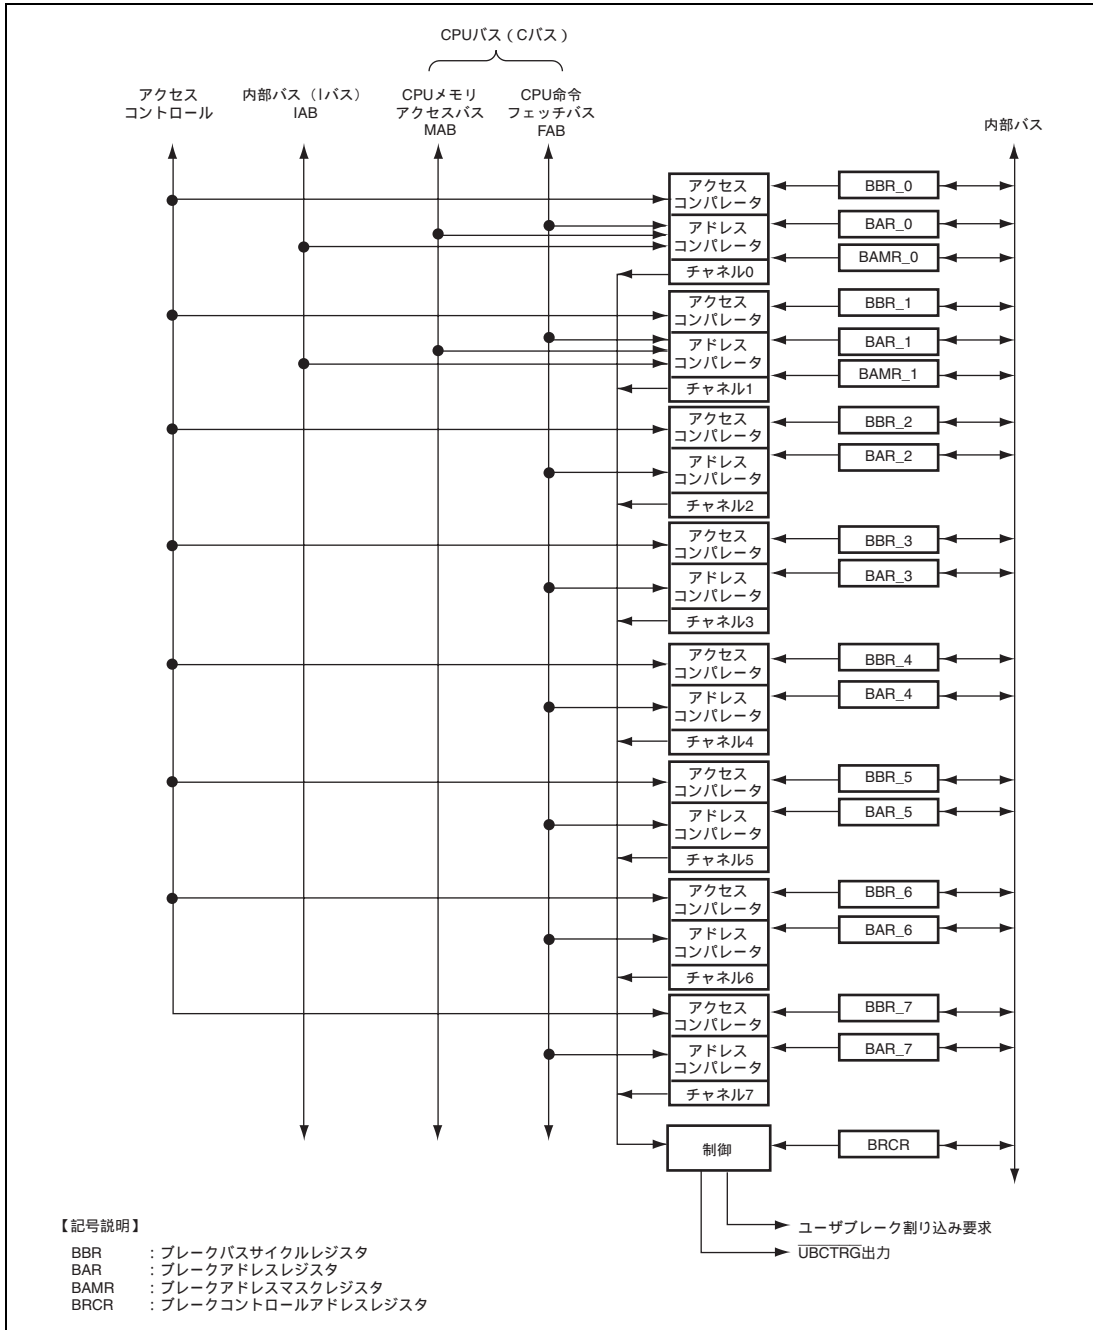 CPUバス（Cバス）
アクセス
コントロール
内部バス（Iバス）
IAB
CPUメモリ
アクセスバス
MAB
CPU命令
フェッチバス
FAB
内部バス
アクセス
コンパレータ
アドレス
コンパレータ
チャネル0
BBR_0
BAR_0
BAMR_0
アクセス
コンパレータ
アドレス
コンパレータ
チャネル1
BBR_1
BAR_1
BAMR_1
アクセス
コンパレータ
アドレス
コンパレータ
チャネル2
BBR_2
BAR_2
アクセス
コンパレータ
アドレス
コンパレータ
チャネル3
BBR_3
BAR_3
アクセス
コンパレータ
アドレス
コンパレータ
チャネル4
BBR_4
BAR_4
アクセス
コンパレータ
アドレス
コンパレータ
チャネル5
BBR_5
BAR_5
アクセス
コンパレータ
アドレス
コンパレータ
チャネル6
BBR_6
BAR_6
アクセス
コンパレータ
アドレス
コンパレータ
チャネル7
BBR_7
BAR_7
制御
BRCR
ユーザブレーク割り込み要求
UBCTRG出力
【記号説明】
BBR ：ブレークバスサイクルレジスタ
BAR ：ブレークアドレスレジスタ
BAMR ：ブレークアドレスマスクレジスタ
BRCR ：ブレークコントロールアドレスレジスタ